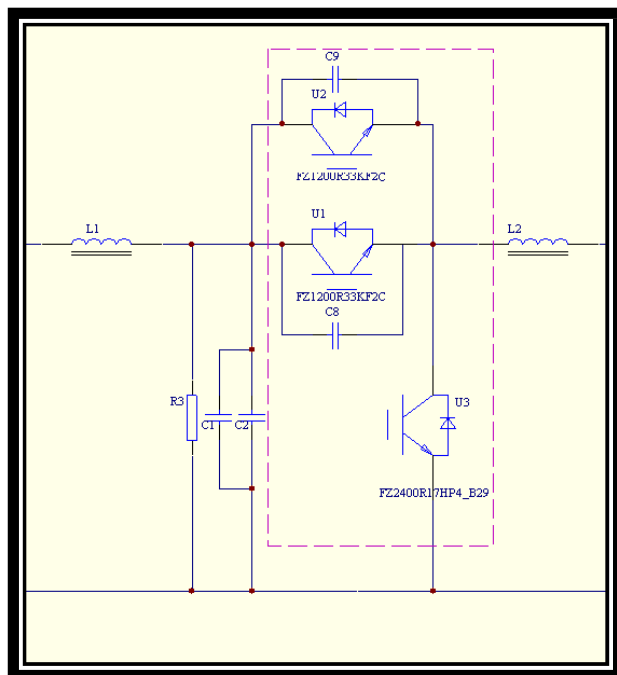 C9
U2
FZ1200R33KF2C
U1
L1
L2
FZ1200R33KF2C
C8
R3
C1
C2
U3
FZ2400R17HP4_B29